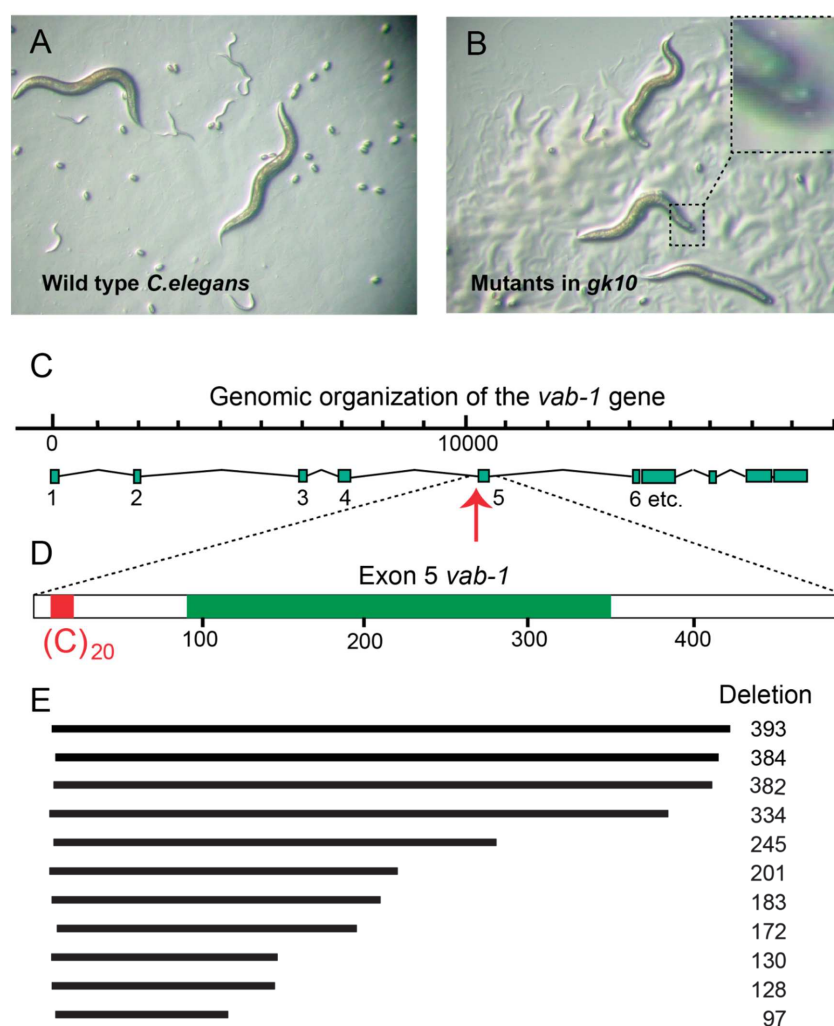 A
B
Wild type C.elegans
Mutants in gk10
C
Genomic organization of the vab-1 gene
0 10000
1 2 3 4 5 6 etc.
D
Exon 5 vab-1
(C)20
100 200 300 400
E
Deletion
393
384
382
334
245
201
183
172
130
128
97